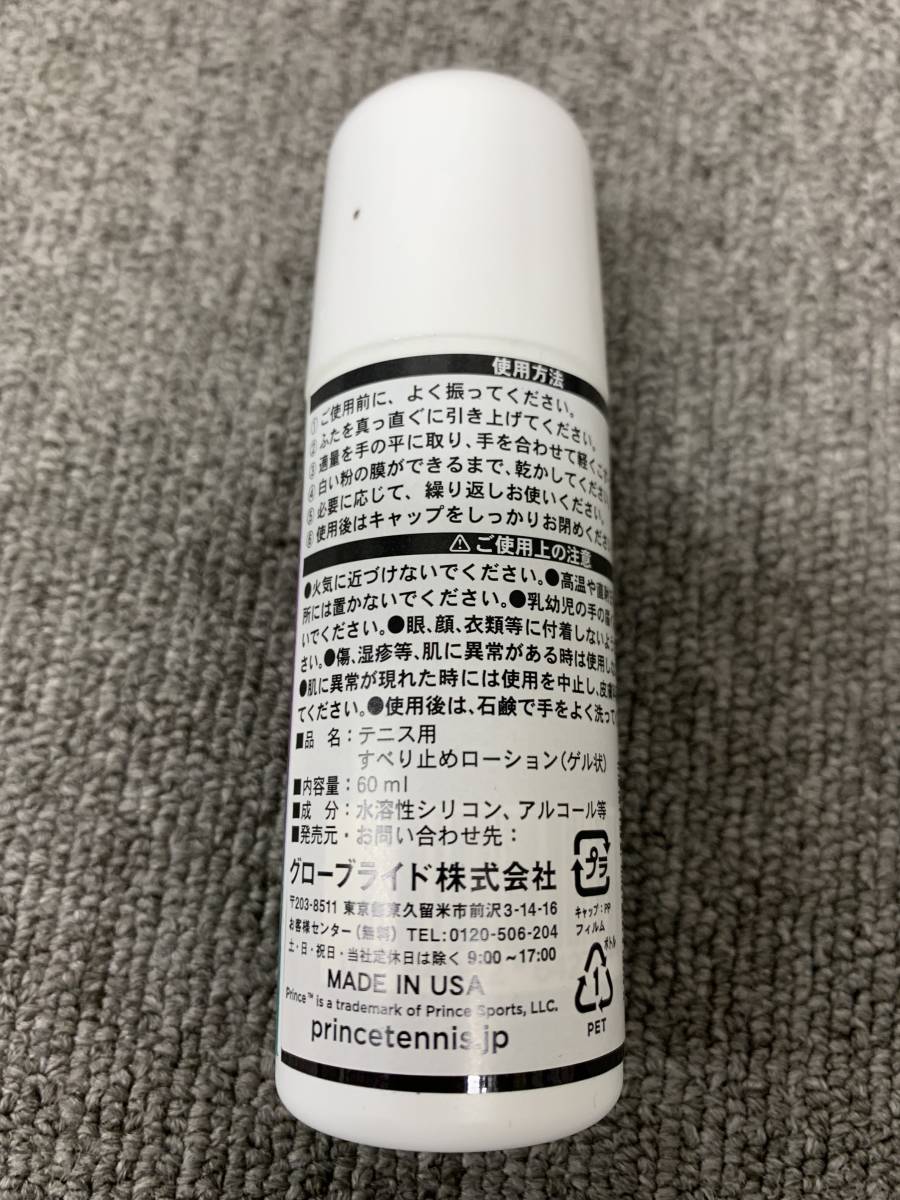 使用方法
① ご使用前に、よく振ってください。
② ふたを真っ直ぐに引き上げてください。
③ 適量を手の平に取り、手を合わせて軽くこす
④ 白い粉の膜ができるまで、乾かしてください
⑤ 必要に応じて、繰り返しお使いください。
⑥ 使用後はキャップをしっかりお閉めくださ
⚠ご使用上の注意
●火気に近づけないでください。●高温や直射
所には置かないでください。●乳幼児の手の届
いでください。●眼、顔、衣類等に付着しないよ
さい。●傷、湿疹等、肌に異常がある時は使用し
●肌に異常が現れた時には使用を中止し、皮膚
てください。●使用後は、石鹸で手をよく洗って
■品 名:テニス用
すべり止めローション(ゲル状)
■内容量:60 ml
■成 分:水溶性シリコン、アルコール等
■発売元・お問い合わせ先:
グローブライド株式会社
〒203-8511 東京都東久留米市前沢3-14-16
お客様センター(無料) TEL:0120-506-204
土・日・祝日・当社定休日は除く 9:00~17:00
MADE IN USA
Prince™ is a trademark of Prince Sports, LLC.
princetennis.jp
プラ
キャップ:PP
フィルム
ボトル
1
PET